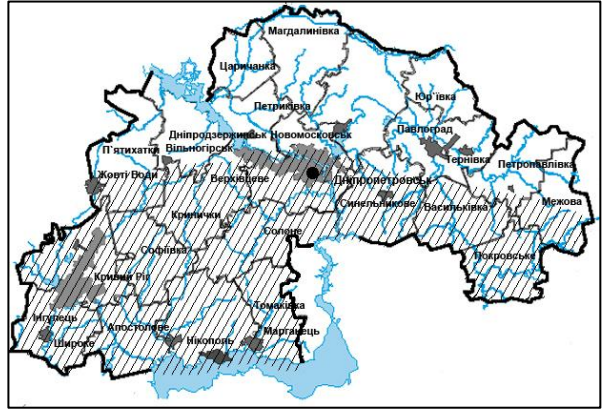 Магдалинівка
Царичанка
Петриківка
Юр`ївка
Дніпродзержинськ
Новомосковськ
Павлоград
П`ятихатки
Вільногірськ
Тернівка
Петропавлівка
Жовті Води
Верхівцеве
Дніпропетровськ
Синельникове
Васильківка
Межова
Кринички
Солоне
Софіївка
Покровське
Кривий Ріг
Томаківка
Інгулець
Апостолове
Марганець
Широке
Нікополь